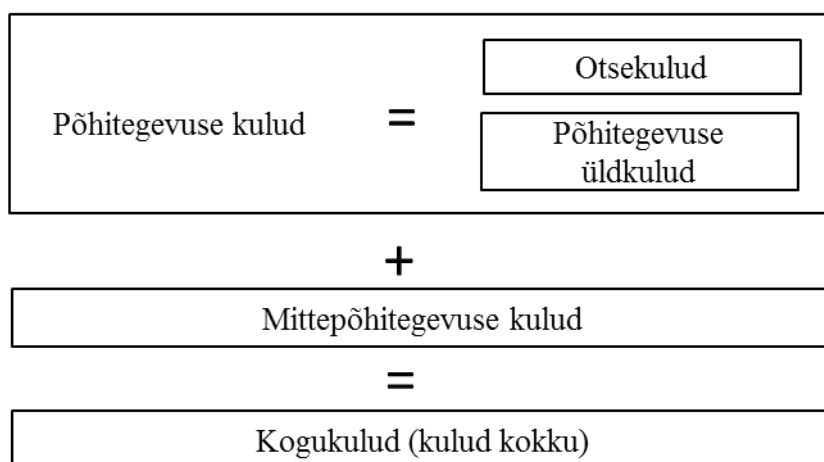 Otsekulud
Põhitegevuse kulud =
Põhitegevuse
üldkulud
+
Mittepõhitegevuse kulud
=
Kogukulud (kulud kokku)